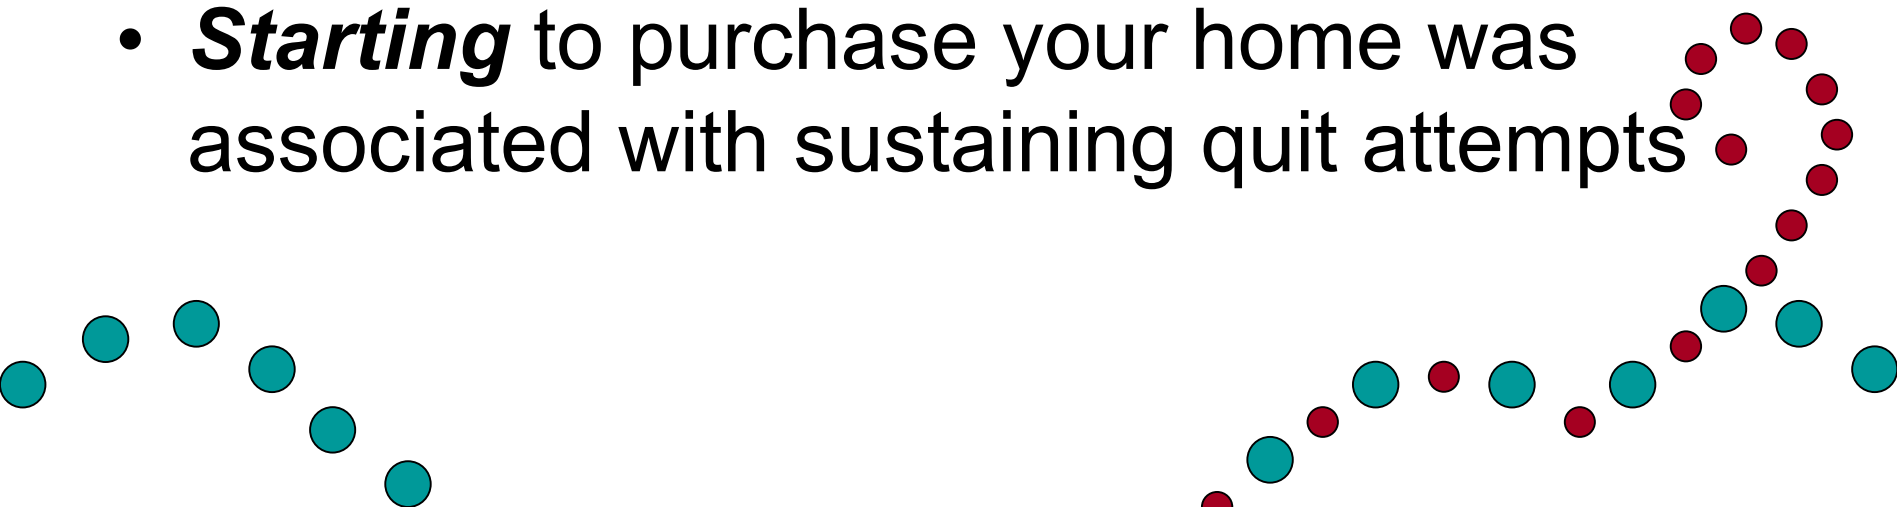 • Starting to purchase your home was
associated with sustaining quit attempts